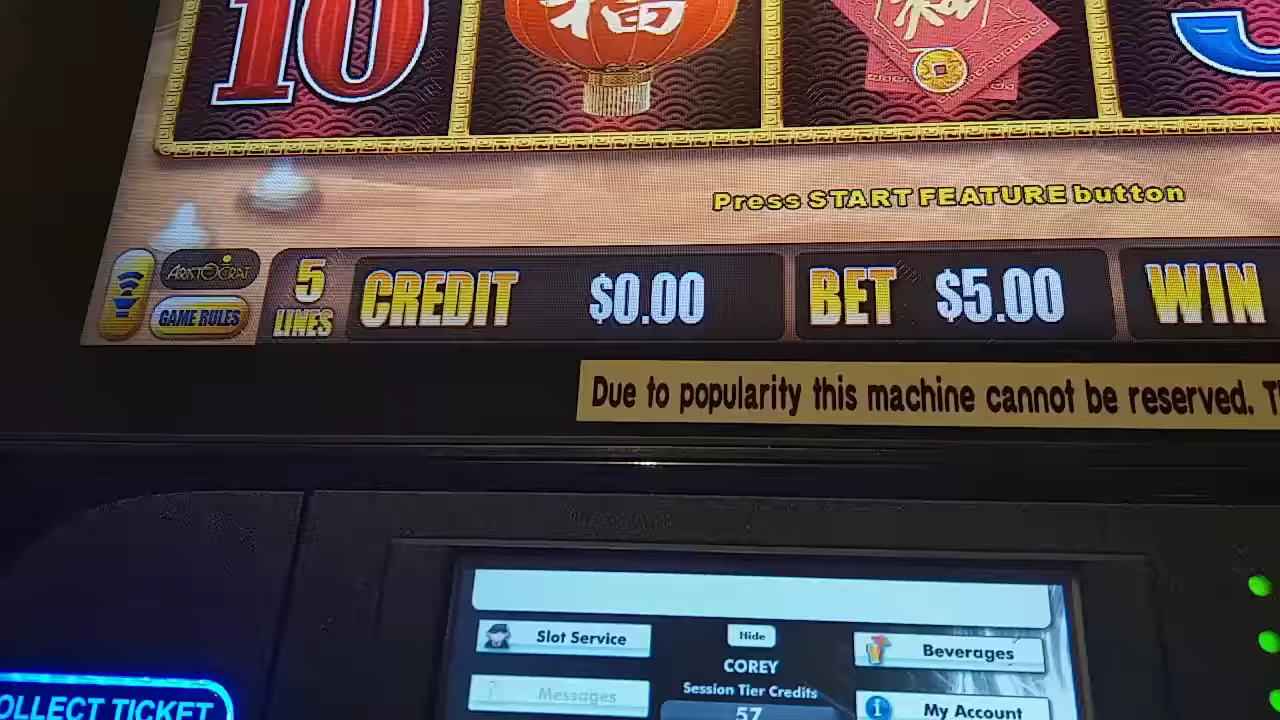 10
福
Press START FEATURE button
ARISTOCRAT
GAME RULES
5
LINES
CREDIT $0.00
BET $5.00
WIN
Due to popularity this machine cannot be reserved.
Slot Service
Hide
Beverages
COREY
Messages
Session Tier Credits
My Account
57
OLLECT TICKET